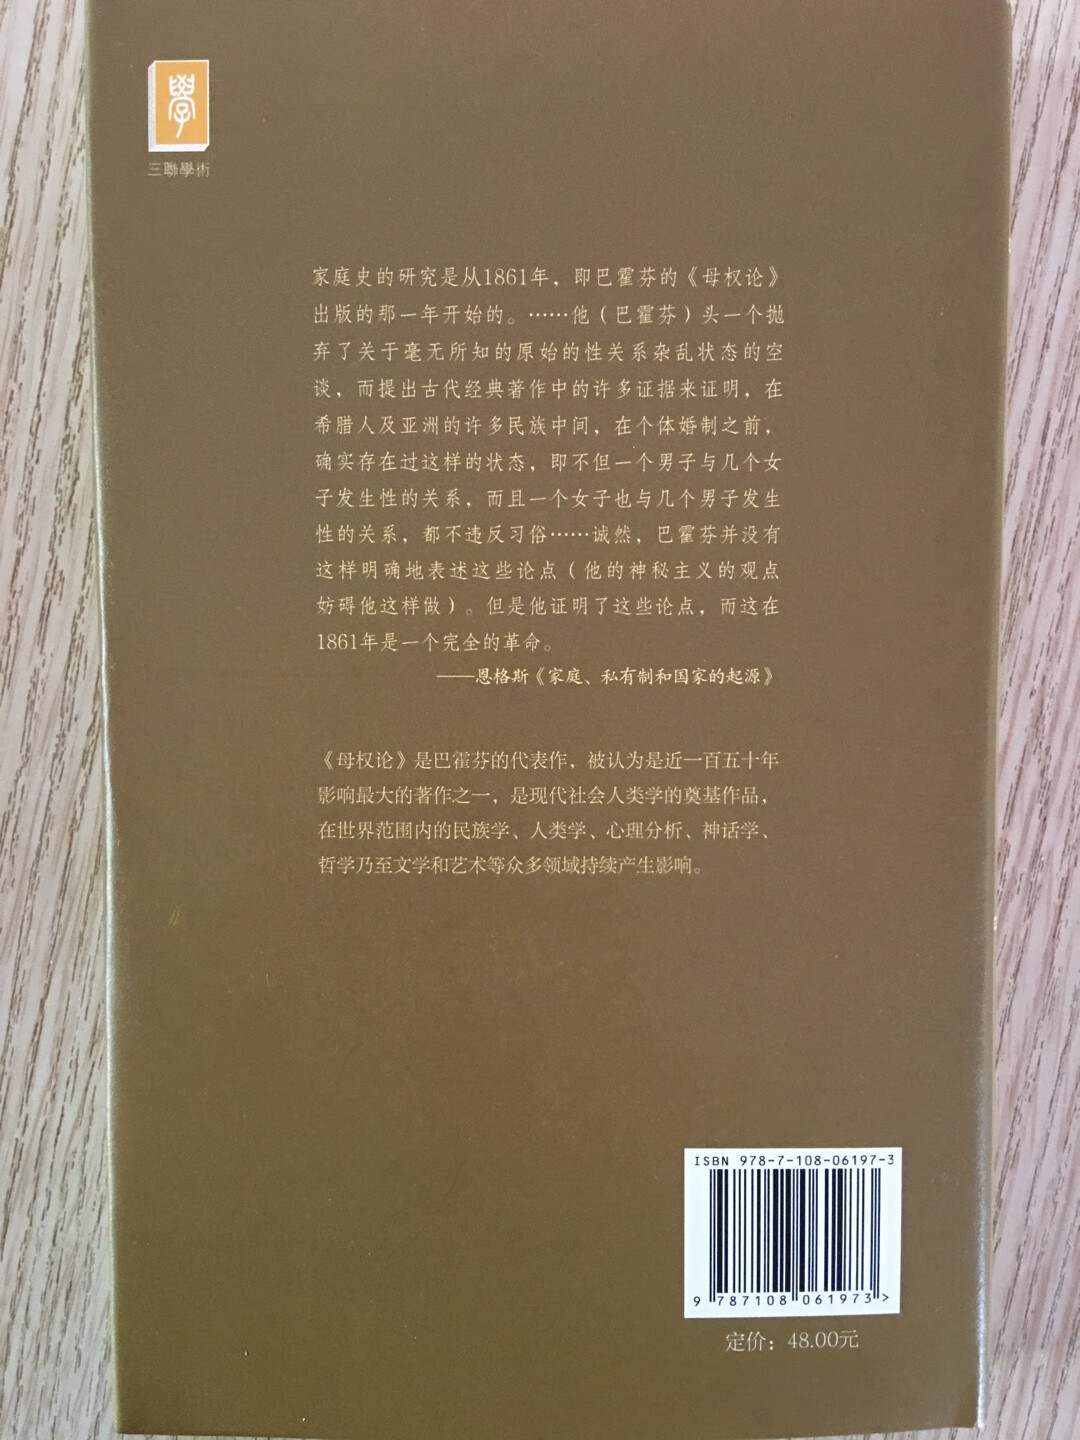 學
三聯學術
家庭史的研究是从1861年，即巴霍芬的《母权论》
出版的那一年开始的。……他（巴霍芬）头一个抛
弃了关于毫无所知的原始的性关系杂乱状态的空
谈，而提出古代经典著作中的许多证据来证明，在
希腊人及亚洲的许多民族中间，在个体婚制之前，
确实存在过这样的状态，即不但一个男子与几个女
子发生性的关系，而且一个女子也与几个男子发生
性的关系，都不违反习俗……诚然，巴霍芬并没有
这样明确地表述这些论点（他的神秘主义的观点
妨碍他这样做）。但是他证明了这些论点，而这在
1861年是一个完全的革命。
——恩格斯《家庭、私有制和国家的起源》
《母权论》是巴霍芬的代表作，被认为是近一百五十年
影响最大的著作之一，是现代社会人类学的奠基作品，
在世界范围内的民族学、人类学、心理分析、神话学、
哲学乃至文学和艺术等众多领域持续产生影响。
ISBN 978-7-108-06197-3
9 787108 061973 >
定价：48.00元